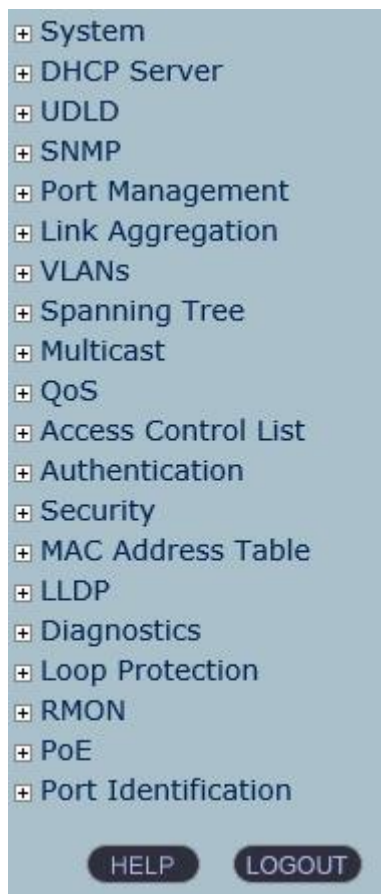 System
DHCP Server
UDLD
SNMP
Port Management
Link Aggregation
VLANs
Spanning Tree
Multicast
QoS
Access Control List
Authentication
Security
MAC Address Table
LLDP
Diagnostics
Loop Protection
RMON
PoE
Port Identification
HELP LOGOUT